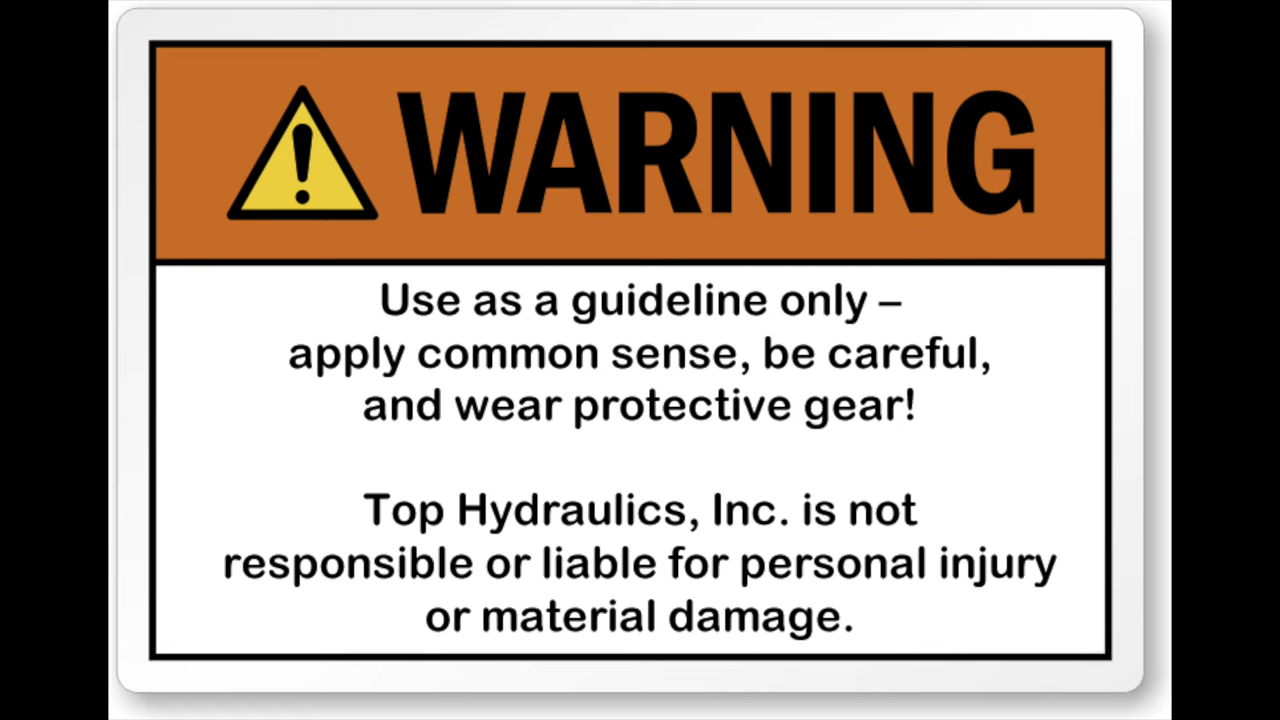 WARNING
Use as a guideline only –
apply common sense, be careful,
and wear protective gear!
Top Hydraulics, Inc. is not
responsible or liable for personal injury
or material damage.